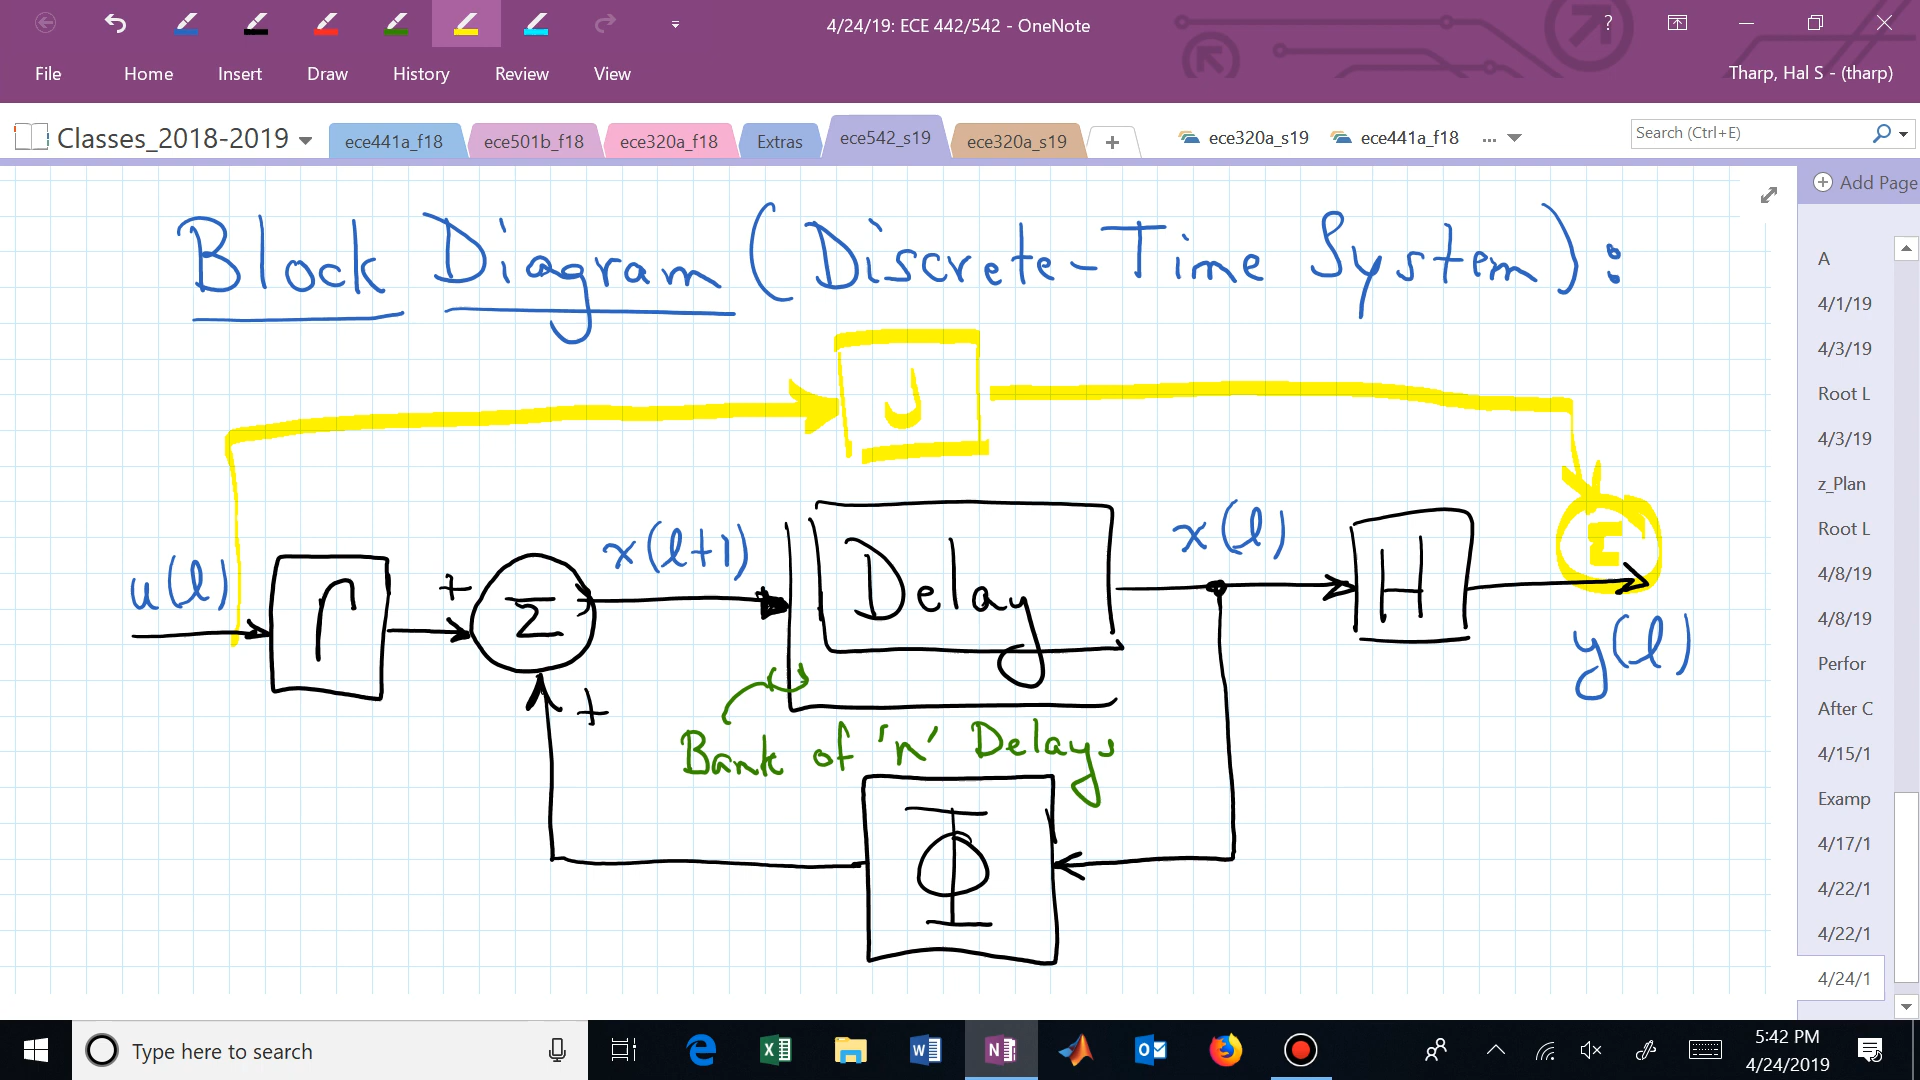 4/24/19: ECE 442/542 - OneNote
?
File Home Insert Draw History Review View
Tharp, Hal S - (tharp)
Classes_2018-2019
ece441a_f18 ece501b_f18 ece320a_f18 Extras ece542_s19 ece320a_s19 +
ece320a_s19 ece441a_f18 ...
Search (Ctrl+E)
Add Page
A
4/1/19
4/3/19
Root L
4/3/19
z_Plan
Root L
4/8/19
4/8/19
Perfor
After C
4/15/1
Examp
4/17/1
4/22/1
4/22/1
4/24/1
Block Diagram (Discrete-Time System):
J
u(l)
Γ
+
Σ
+
x(l+1)
Delay
x(l)
H
Σ
y(l)
Bank of 'n' Delays
Φ
Type here to search
5:42 PM
4/24/2019